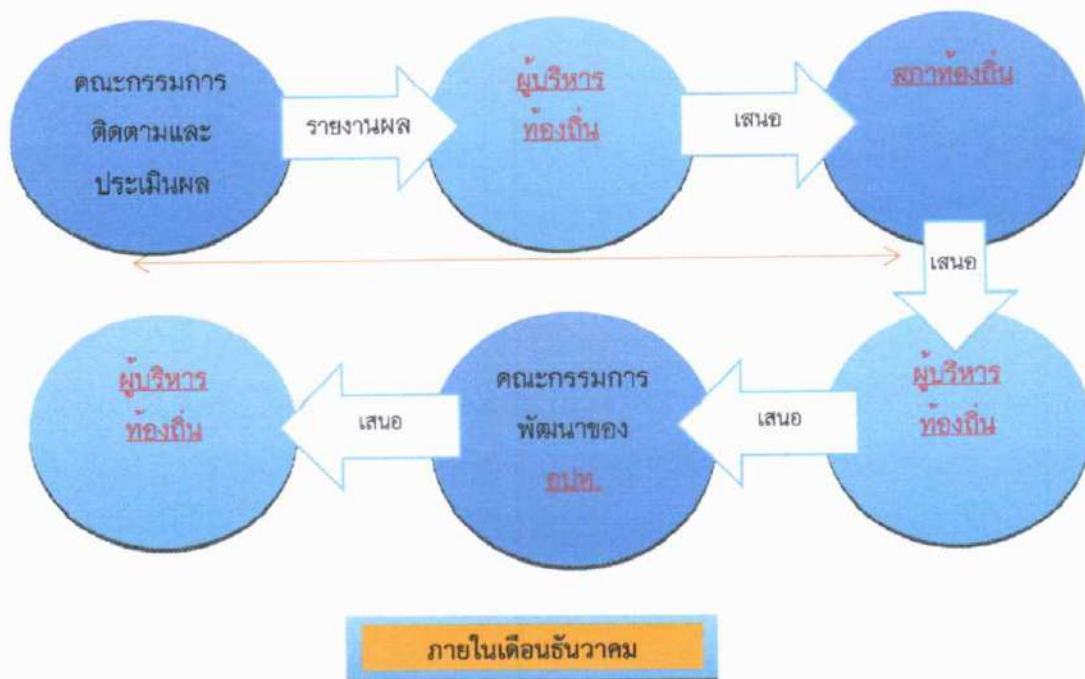 คณะกรรมการ
ติดตามและ
ประเมินผล
รายงานผล
ผู้บริหาร
ท้องถิ่น
เสนอ
สภาท้องถิ่น
เสนอ
ผู้บริหาร
ท้องถิ่น
เสนอ
คณะกรรมการ
พัฒนาของ
อปท.
เสนอ
ผู้บริหาร
ท้องถิ่น
ภายในเดือนธันวาคม